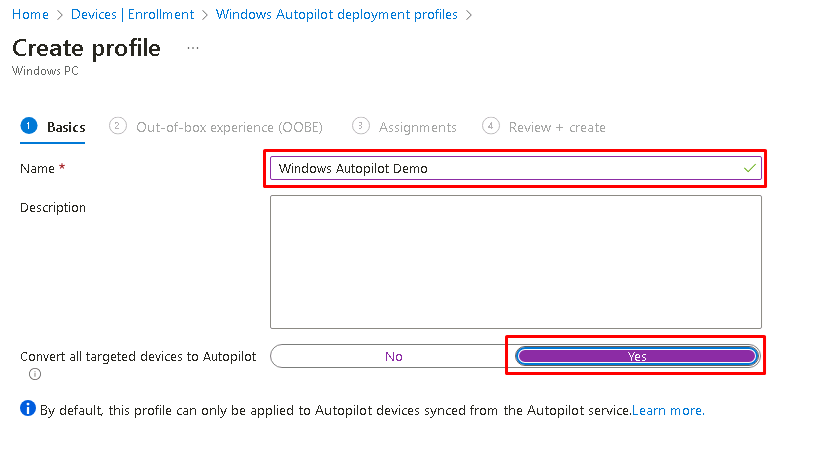 Home > Devices | Enrollment > Windows Autopilot deployment profiles >
Create profile ...
Windows PC
1 Basics 2 Out-of-box experience (OOBE) 3 Assignments 4 Review + create
Name * Windows Autopilot Demo
Description
Convert all targeted devices to Autopilot No Yes
By default, this profile can only be applied to Autopilot devices synced from the Autopilot service.Learn more.